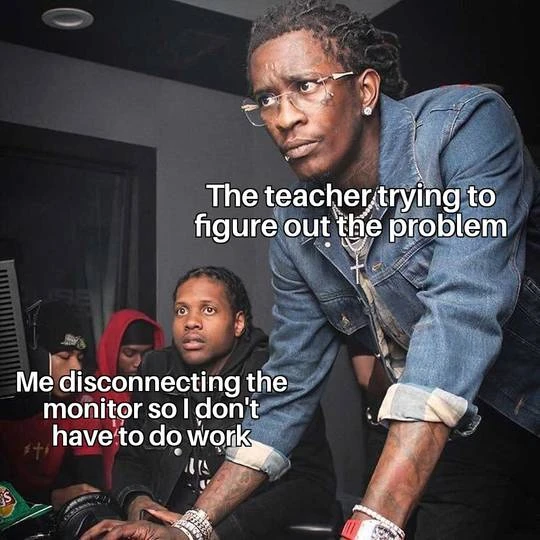 The teacher trying to
figure out the problem
Me disconnecting the
monitor so I don't
have to do work